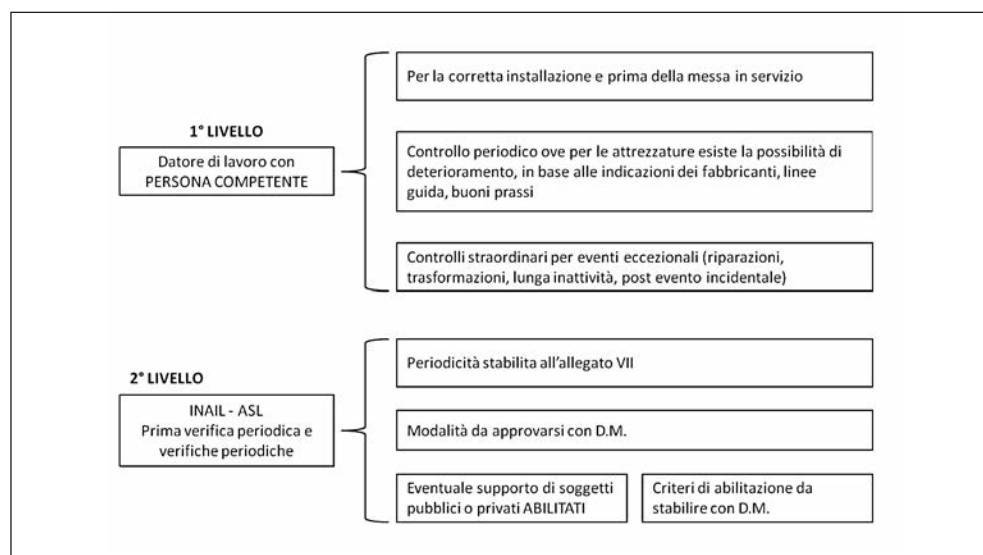 Per la corretta installazione e prima della messa in servizio
1° LIVELLO
Datore di lavoro con
PERSONA COMPETENTE
Controllo periodico ove per le attrezzature esiste la possibilità di
deterioramento, in base alle indicazioni dei fabbricanti, linee
guida, buoni prassi
Controlli straordinari per eventi eccezionali (riparazioni,
trasformazioni, lunga inattività, post evento incidentale)
2° LIVELLO
INAIL - ASL
Prima verifica periodica e
verifiche periodiche
Periodicità stabilita all'allegato VII
Modalità da approvarsi con D.M.
Eventuale supporto di soggetti
pubblici o privati ABILITATI
Criteri di abilitazione da
stabilire con D.M.